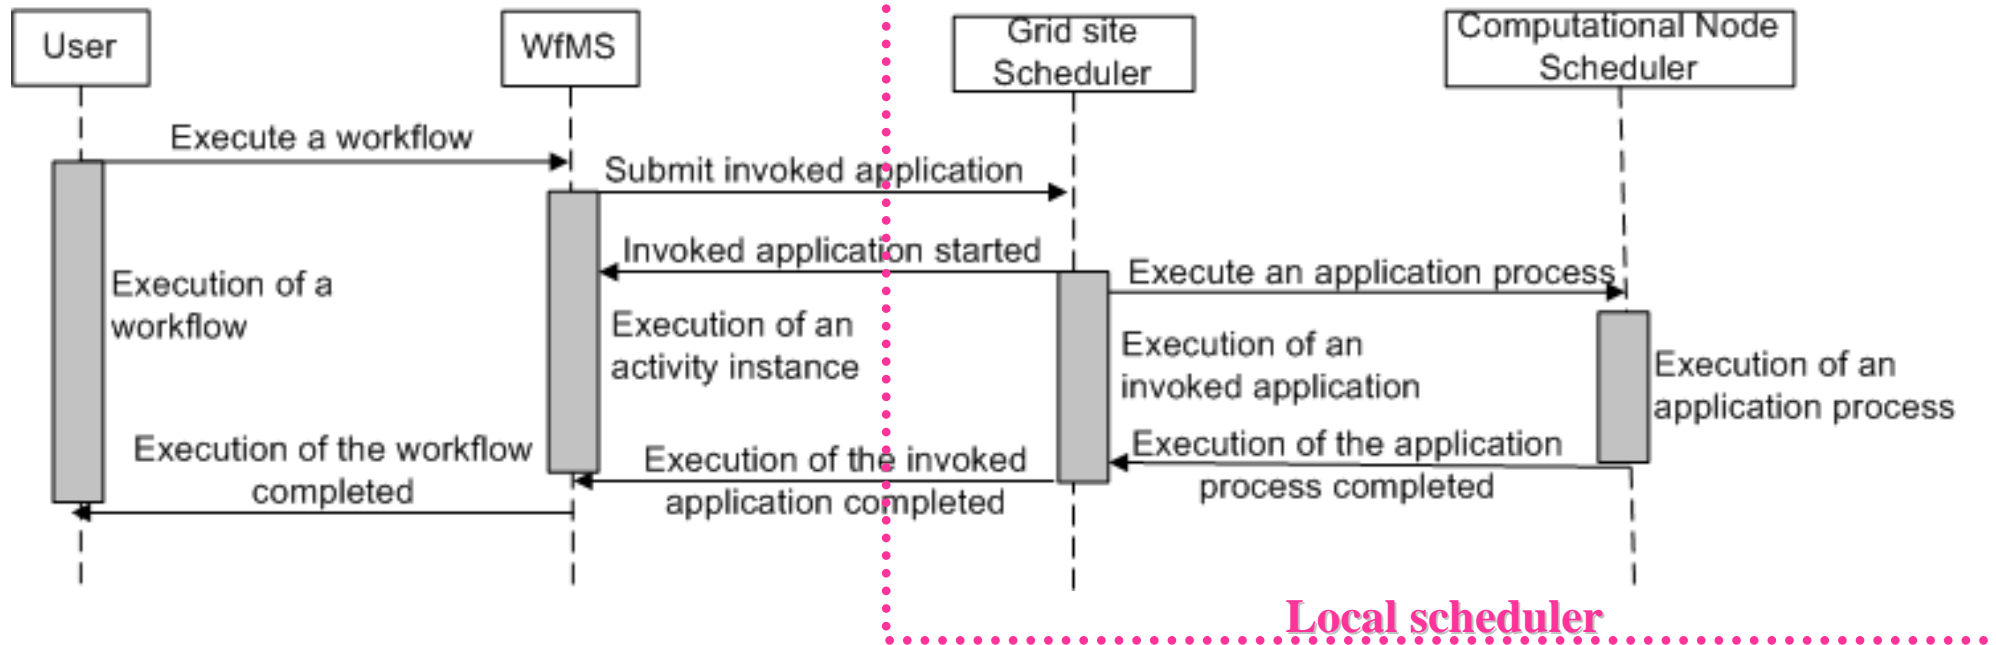 User
WfMS
Grid site
Scheduler
Computational Node
Scheduler
Execute a workflow
Submit invoked application
Invoked application started
Execute an application process
Execution of a
workflow
Execution of an
activity instance
Execution of an
invoked application
Execution of an
application process
Execution of the workflow
completed
Execution of the invoked
application completed
Execution of the application
process completed
Local scheduler